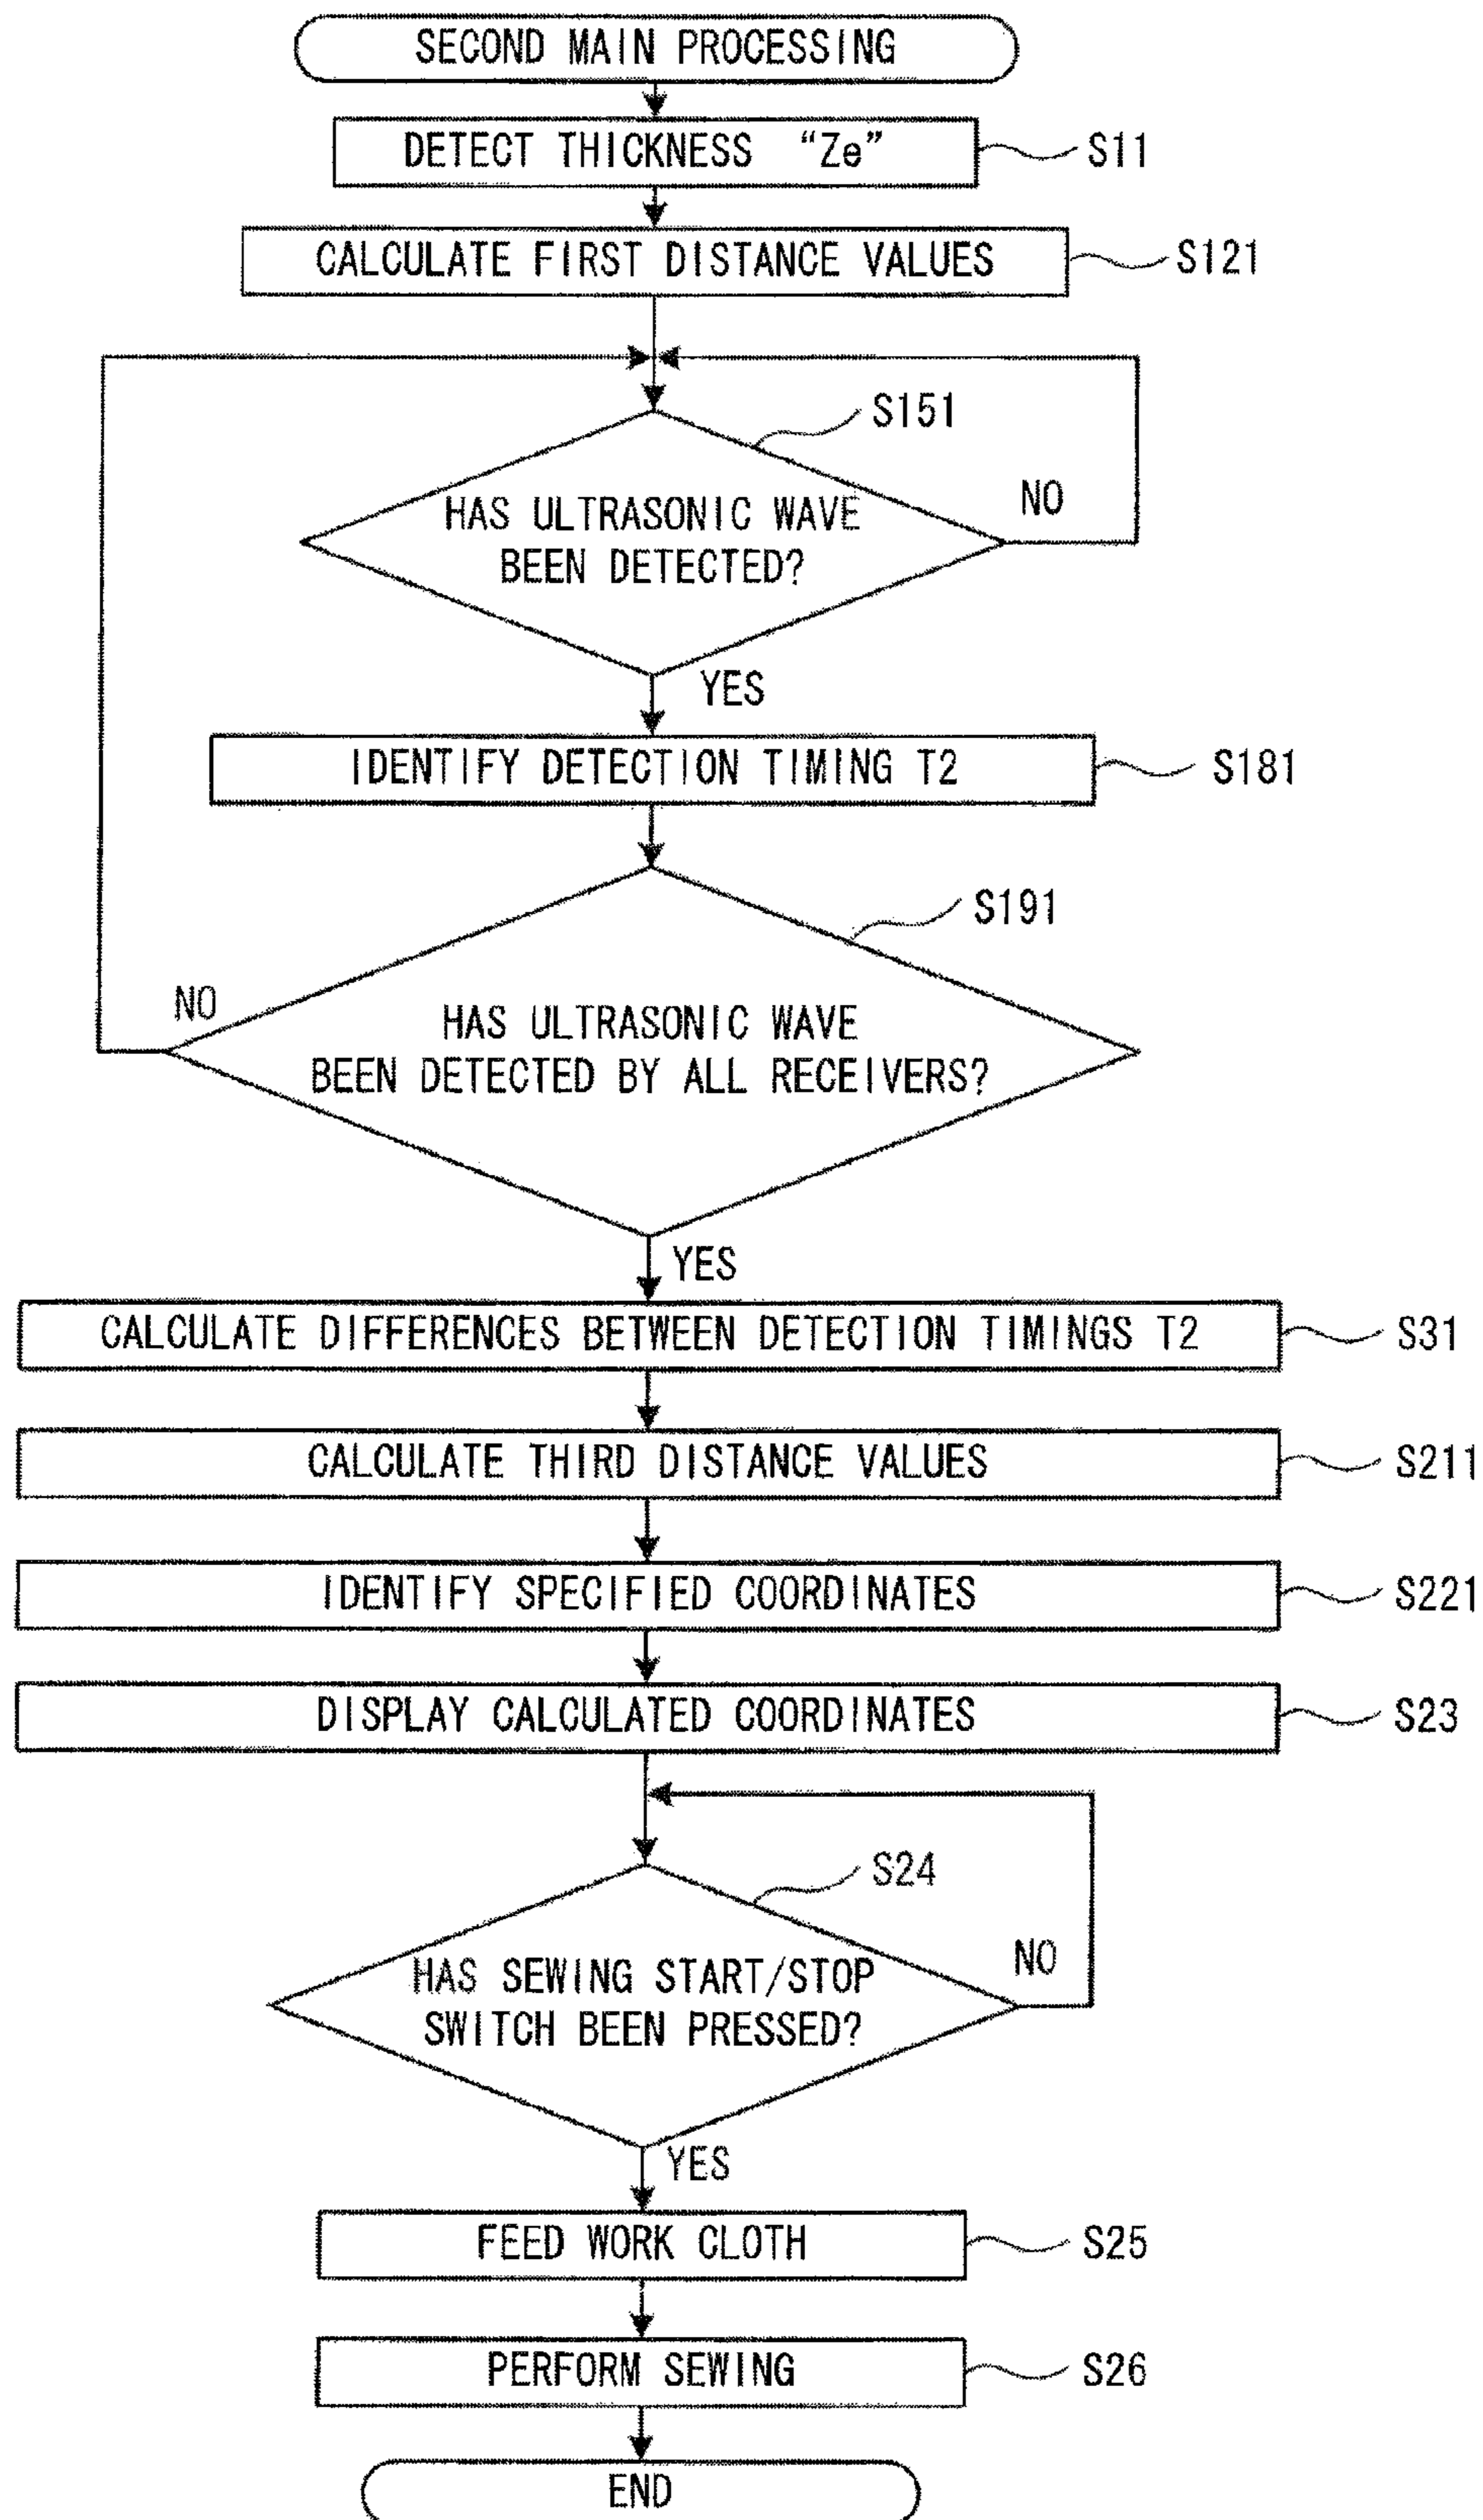 SECOND MAIN PROCESSING
DETECT THICKNESS “Ze”
S11
CALCULATE FIRST DISTANCE VALUES
S121
S151
HAS ULTRASONIC WAVE
BEEN DETECTED?
NO
YES
IDENTIFY DETECTION TIMING T2
S181
S191
NO
HAS ULTRASONIC WAVE
BEEN DETECTED BY ALL RECEIVERS?
YES
CALCULATE DIFFERENCES BETWEEN DETECTION TIMINGS T2
S31
CALCULATE THIRD DISTANCE VALUES
S211
IDENTIFY SPECIFIED COORDINATES
S221
DISPLAY CALCULATED COORDINATES
S23
S24
HAS SEWING START/STOP
SWITCH BEEN PRESSED?
NO
YES
FEED WORK CLOTH
S25
PERFORM SEWING
S26
END